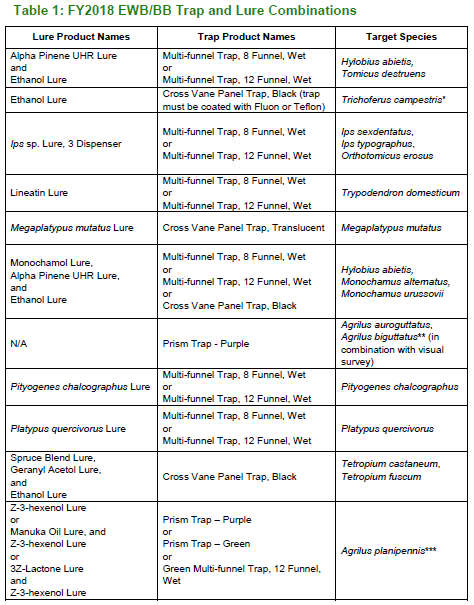 Table 1: FY2018 EWB/BB Trap and Lure Combinations
Lure Product Names
Trap Product Names
Target Species
Alpha Pinene UHR Lure
and
Ethanol Lure
Multi-funnel Trap, 8 Funnel, Wet
or
Multi-funnel Trap, 12 Funnel, Wet
Hylobius abietis,
Tomicus destruens
Ethanol Lure
Cross Vane Panel Trap, Black (trap
must be coated with Fluon or Teflon)
Trichoferus campestris*
Ips sp. Lure, 3 Dispenser
Multi-funnel Trap, 8 Funnel, Wet
or
Multi-funnel Trap, 12 Funnel, Wet
Ips sexdentatus,
Ips typographus,
Orthotomicus erosus
Lineatin Lure
Multi-funnel Trap, 8 Funnel, Wet
or
Multi-funnel Trap, 12 Funnel, Wet
Trypodendron domesticum
Megaplatypus mutatus Lure
Cross Vane Panel Trap, Translucent
Megaplatypus mutatus
Monochamol Lure,
Alpha Pinene UHR Lure,
and
Ethanol Lure
Multi-funnel Trap, 8 Funnel, Wet
or
Multi-funnel Trap, 12 Funnel, Wet
or
Cross Vane Panel Trap, Black
Hylobius abietis,
Monochamus alternatus,
Monochamus urussovii
N/A
Prism Trap - Purple
Agrilus auroguttatus,
Agrilus biguttatus** (in
combination with visual
survey)
Pityogenes chalcographus Lure
Multi-funnel Trap, 8 Funnel, Wet
or
Multi-funnel Trap, 12 Funnel, Wet
Pityogenes chalcographus
Platypus quercivorus Lure
Multi-funnel Trap, 8 Funnel, Wet
or
Multi-funnel Trap, 12 Funnel, Wet
Platypus quercivorus
Spruce Blend Lure,
Geranyl Acetol Lure,
and
Ethanol Lure
Cross Vane Panel Trap, Black
Tetropium castaneum,
Tetropium fuscum
Z-3-hexenol Lure
or
Manuka Oil Lure, and
Z-3-hexenol Lure
or
3Z-Lactone Lure
and
Z-3-hexenol Lure
Prism Trap – Purple
or
Prism Trap – Green
or
Green Multi-funnel Trap, 12 Funnel,
Wet
Agrilus planipennis***